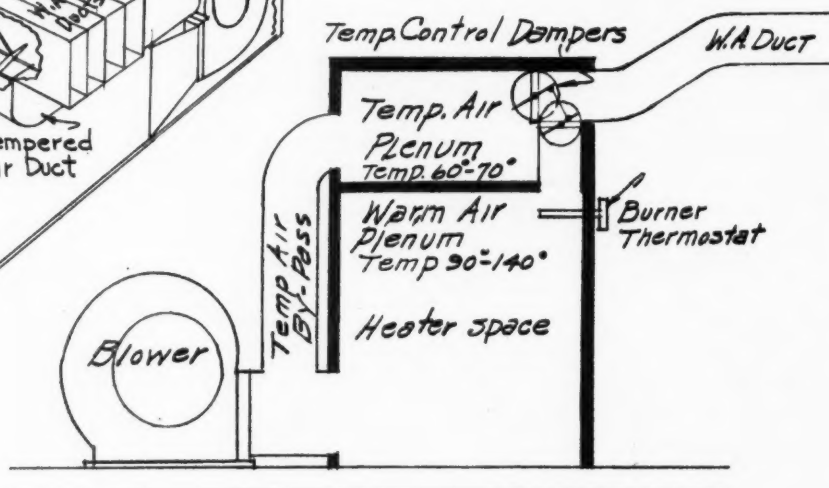 W.A.
Ducts
empered
r Duct
Temp. Control Dampers
W.A. Duct
Temp. Air
Plenum
Temp. 60°-70°
Warm Air
Plenum
Temp 90°-140°
Burner
Thermostat
Temp Air
By-Pass
Heater space
Blower